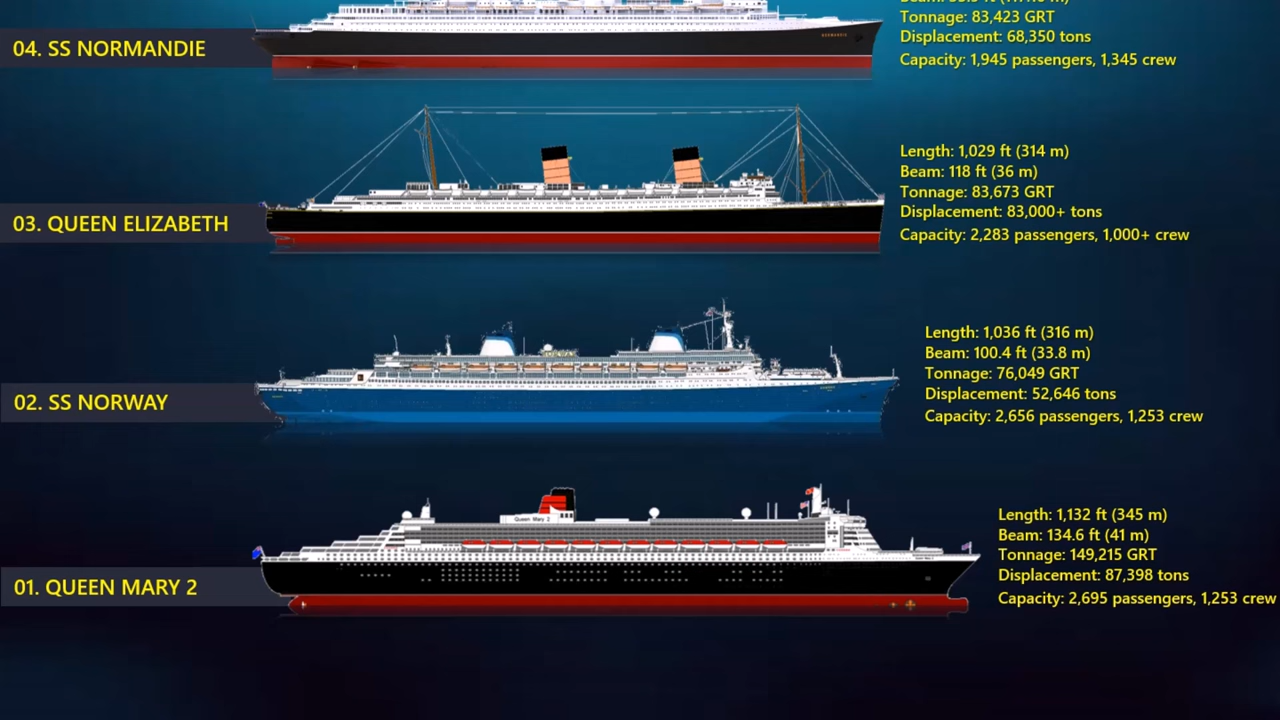 Tonnage: 83,423 GRT
04. SS NORMANDIE
Displacement: 68,350 tons
Capacity: 1,945 passengers, 1,345 crew
NORMANDIE
Length: 1,029 ft (314 m)
Beam: 118 ft (36 m)
Tonnage: 83,673 GRT
03. QUEEN ELIZABETH
Displacement: 83,000+ tons
Capacity: 2,283 passengers, 1,000+ crew
Length: 1,036 ft (316 m)
Beam: 100.4 ft (33.8 m)
Tonnage: 76,049 GRT
02. SS NORWAY
Displacement: 52,646 tons
Capacity: 2,656 passengers, 1,253 crew
Queen Mary 2
Length: 1,132 ft (345 m)
Beam: 134.6 ft (41 m)
Tonnage: 149,215 GRT
01. QUEEN MARY 2
Displacement: 87,398 tons
Capacity: 2,695 passengers, 1,253 crew